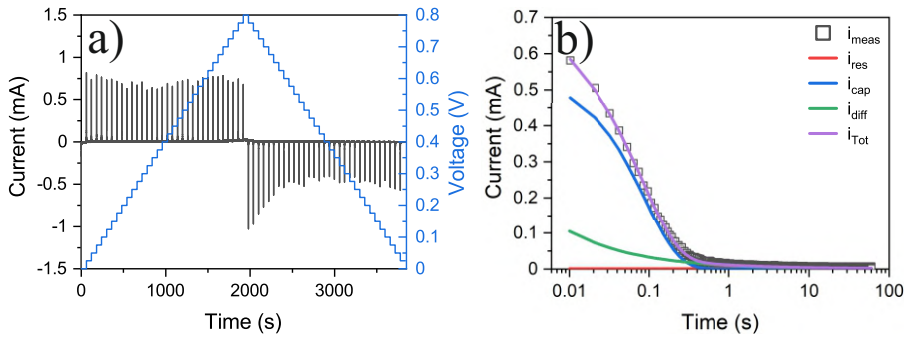 a)
1.5
1
0.5
0
-0.5
-1
-1.5
Current (mA)
0 1000 2000 3000
Time (s)
0.8
0.7
0.6
0.5
0.4
0.3
0.2
0.1
0
Voltage (V)
b)
0.7
0.6
0.5
0.4
0.3
0.2
0.1
0
Current (mA)
0.01 0.1 1 10 100
Time (s)
i_meas
i_res
i_cap
i_diff
i_Tot